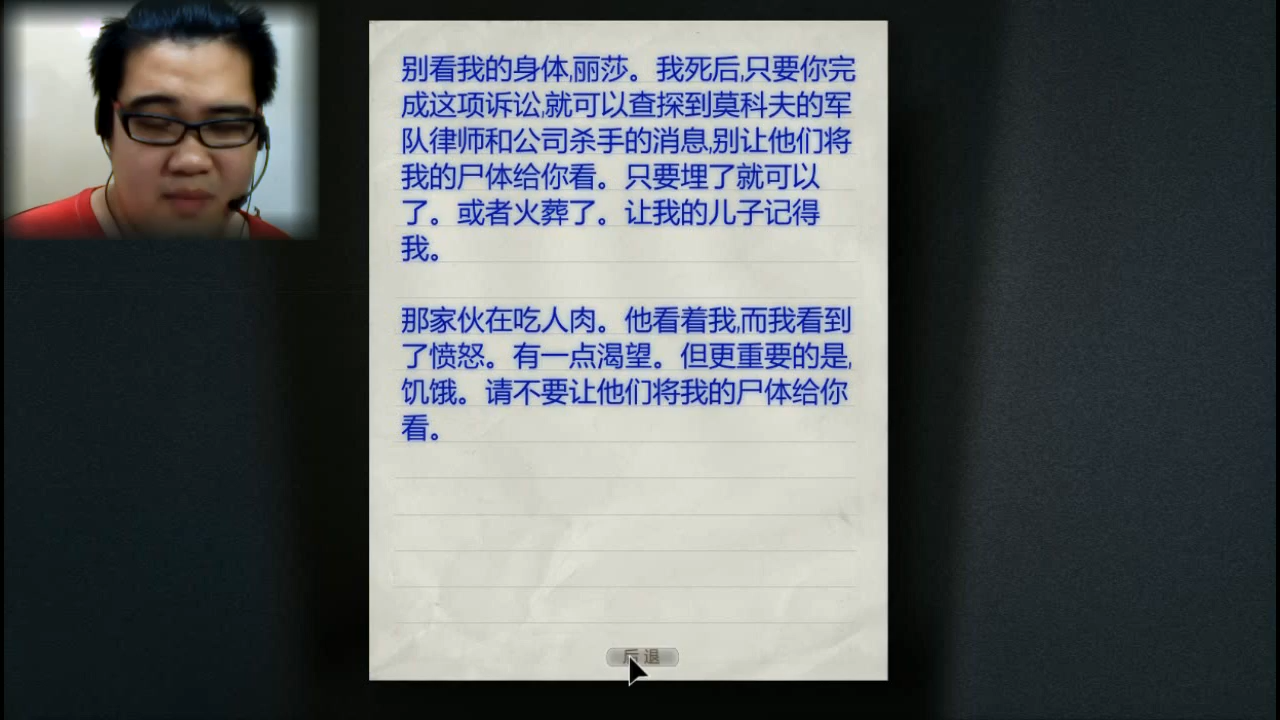 别看我的身体,丽莎。我死后,只要你完
成这项诉讼,就可以查探到莫科夫的军
队律师和公司杀手的消息,别让他们将
我的尸体给你看。只要埋了就可以
了。或者火葬了。让我的儿子记得
我。
那家伙在吃人肉。他看着我,而我看到
了愤怒。有一点渴望。但更重要的是,
饥饿。请不要让他们将我的尸体给你
看。
后退